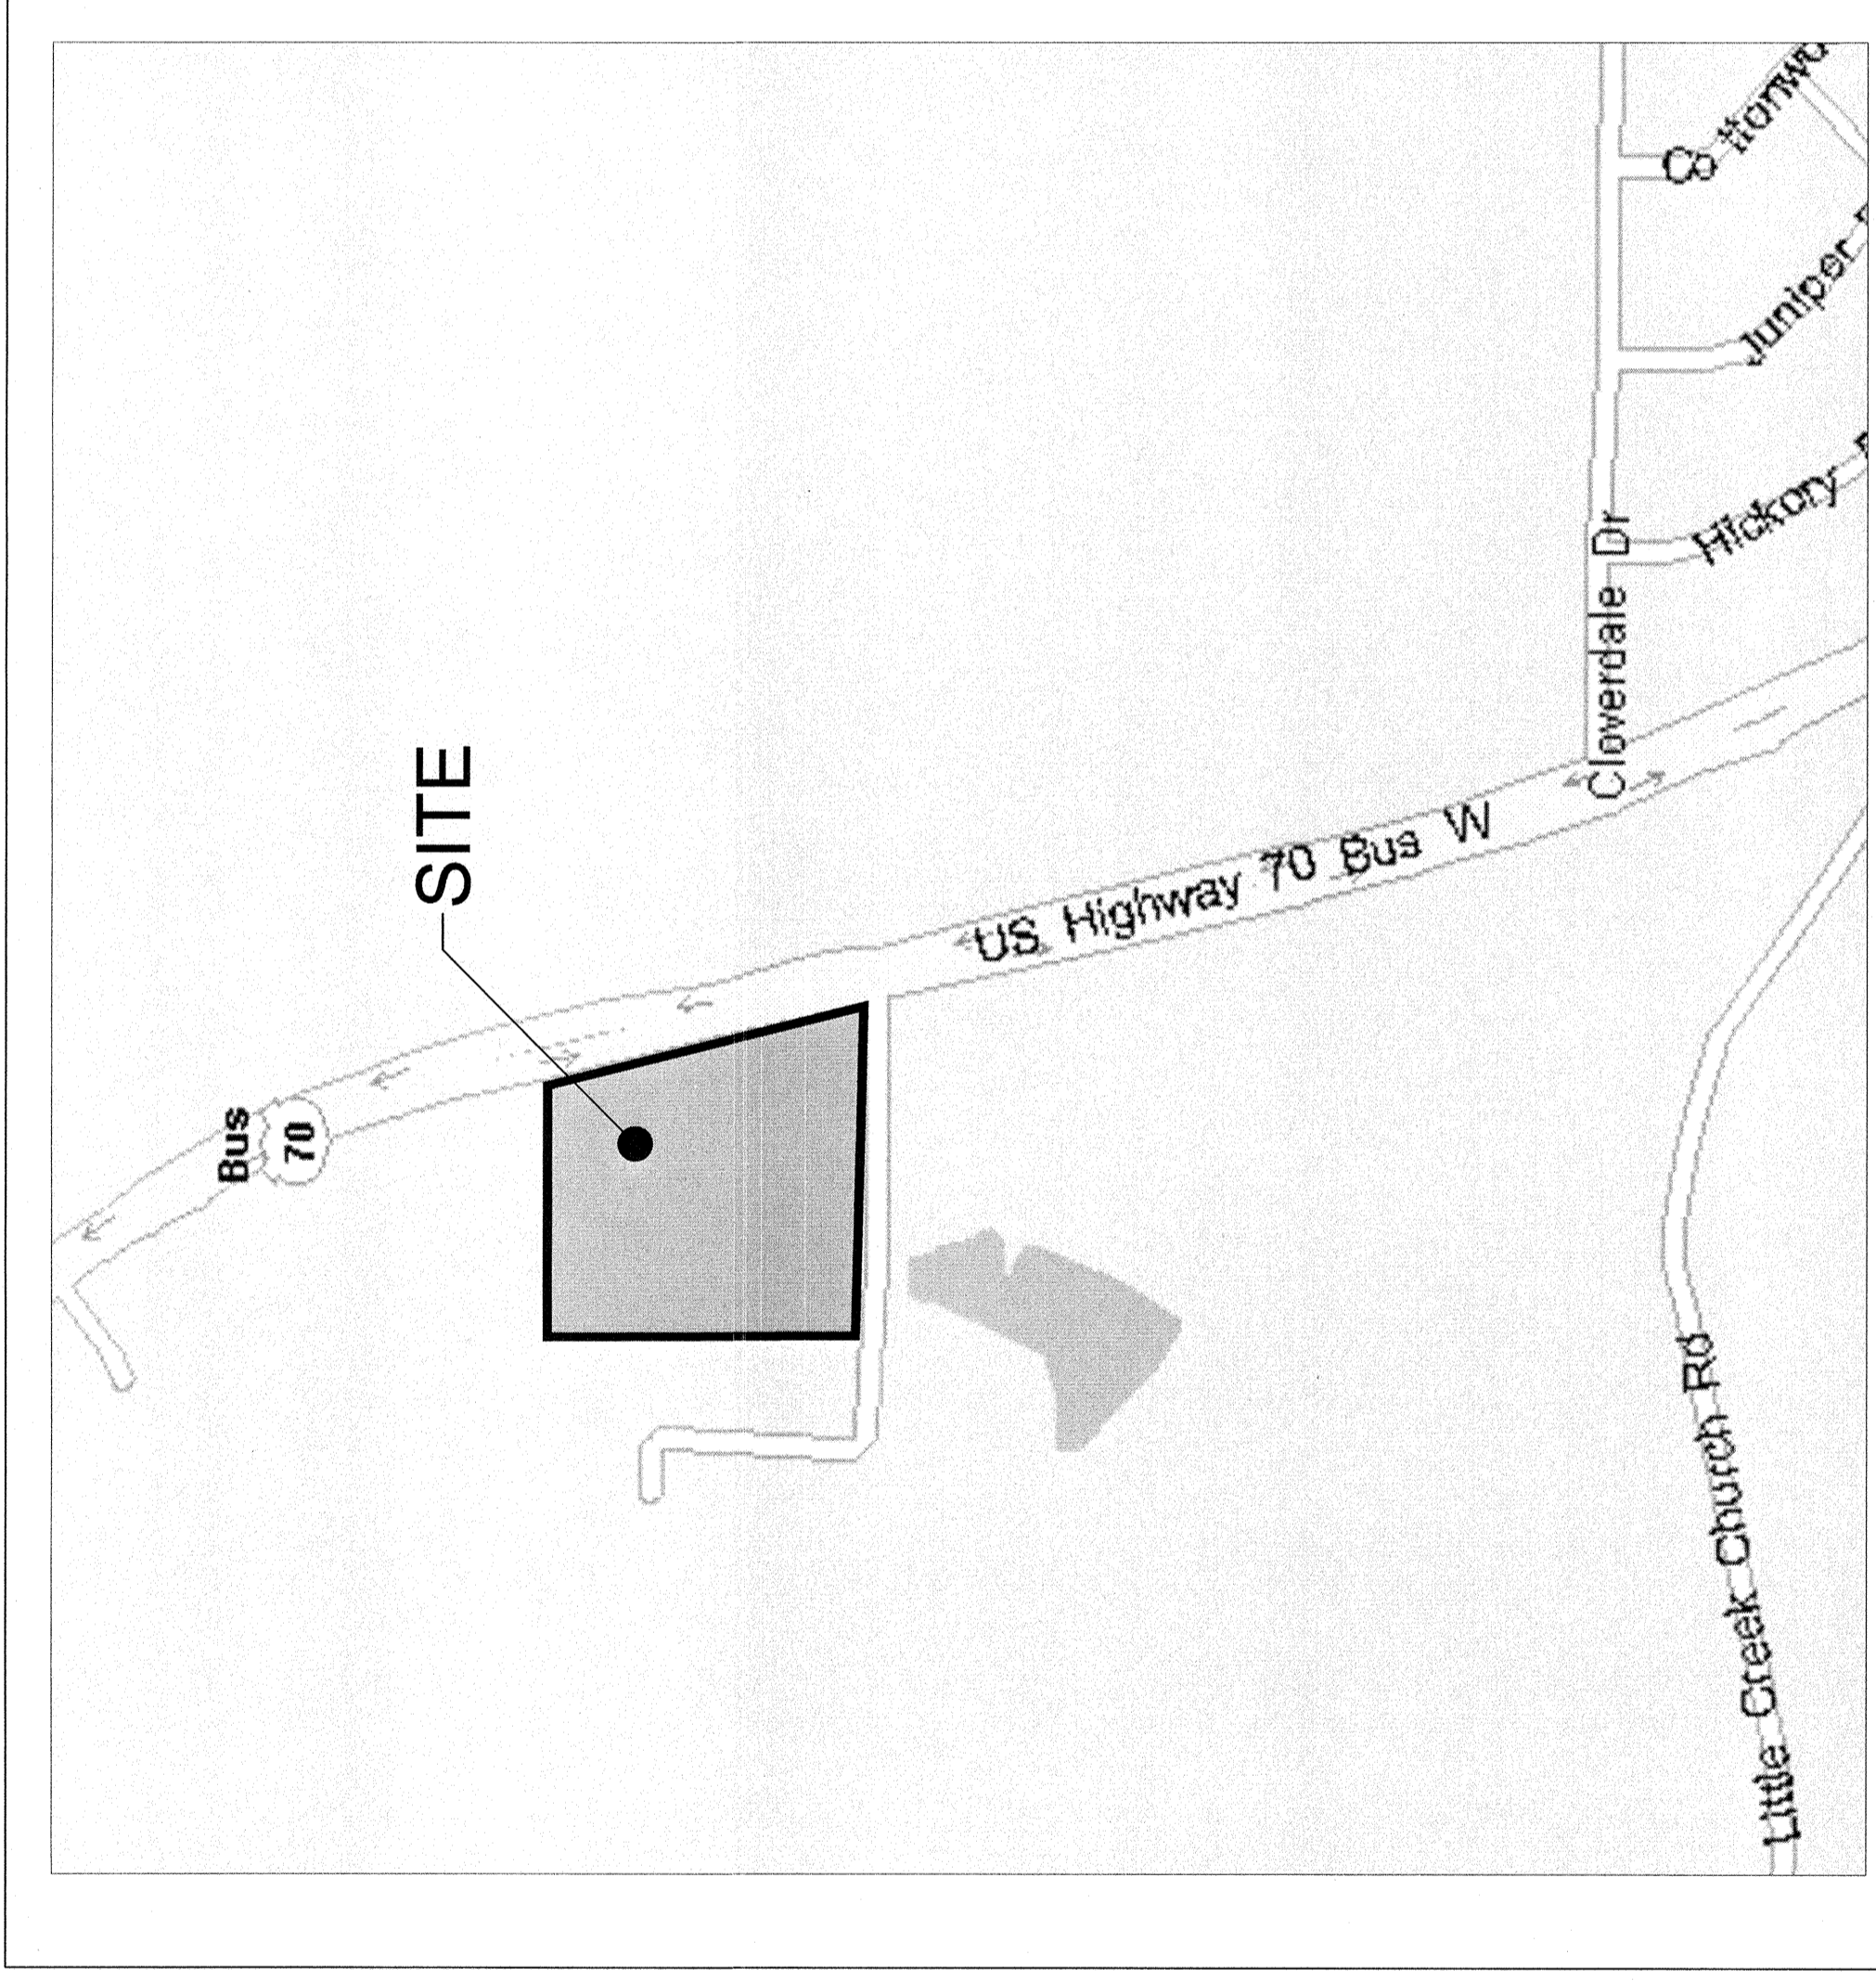 SITE
Bus
70
US Highway 70 Bus W
Cloverdale Dr
Hickory
Juniper
Little Creek Church Rd